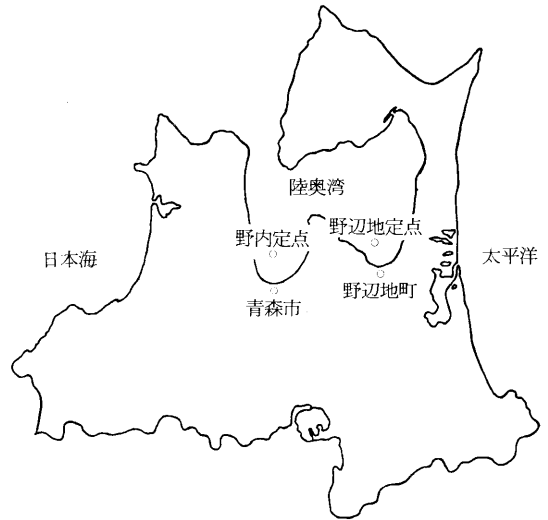 陸奥湾
野辺地定点
野内定点
日本海
太平洋
野辺地町
青森市